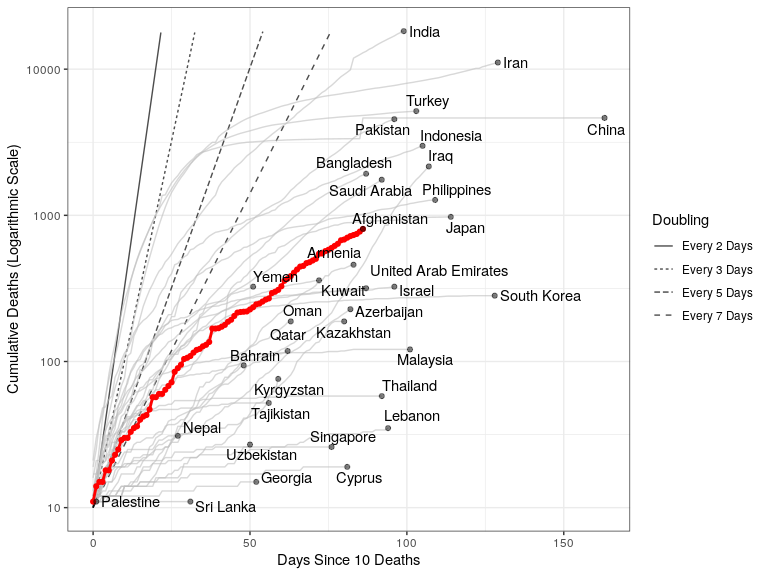 India
Iran
Turkey
Pakistan
China
Indonesia
Iraq
Bangladesh
Saudi Arabia
Philippines
Afghanistan
Japan
Armenia
United Arab Emirates
Yemen
Kuwait
Israel
South Korea
Oman
Azerbaijan
Qatar
Kazakhstan
Bahrain
Malaysia
Kyrgyzstan
Thailand
Tajikistan
Lebanon
Nepal
Singapore
Uzbekistan
Georgia
Cyprus
Palestine
Sri Lanka
10000
1000
100
10
Cumulative Deaths (Logarithmic Scale)
0
50
100
150
Days Since 10 Deaths
Doubling
Every 2 Days
Every 3 Days
Every 5 Days
Every 7 Days